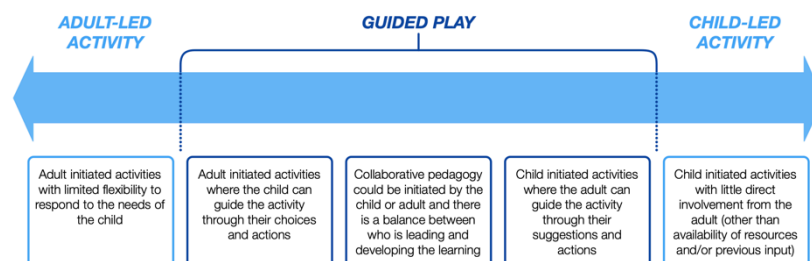 ADULT-LED
ACTIVITY
GUIDED PLAY
CHILD-LED
ACTIVITY
Adult initiated activities
with limited flexibility to
respond to the needs of
the child
Adult initiated activities
where the child can
guide the activity
through their choices
and actions
Collaborative pedagogy
could be initiated by the
child or adult and there
is a balance between
who is leading and
developing the learning
Child initiated activities
where the adult can
guide the activity
through their
suggestions and
actions
Child initiated activities
with little direct
involvement from the
adult (other than
availability of resources
and/or previous input)